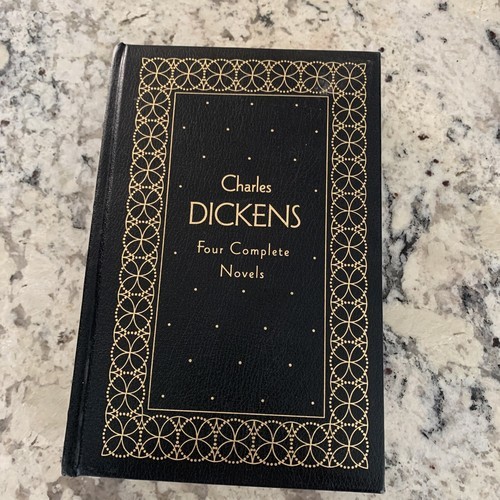 Charles
DICKENS
Four Complete
Novels